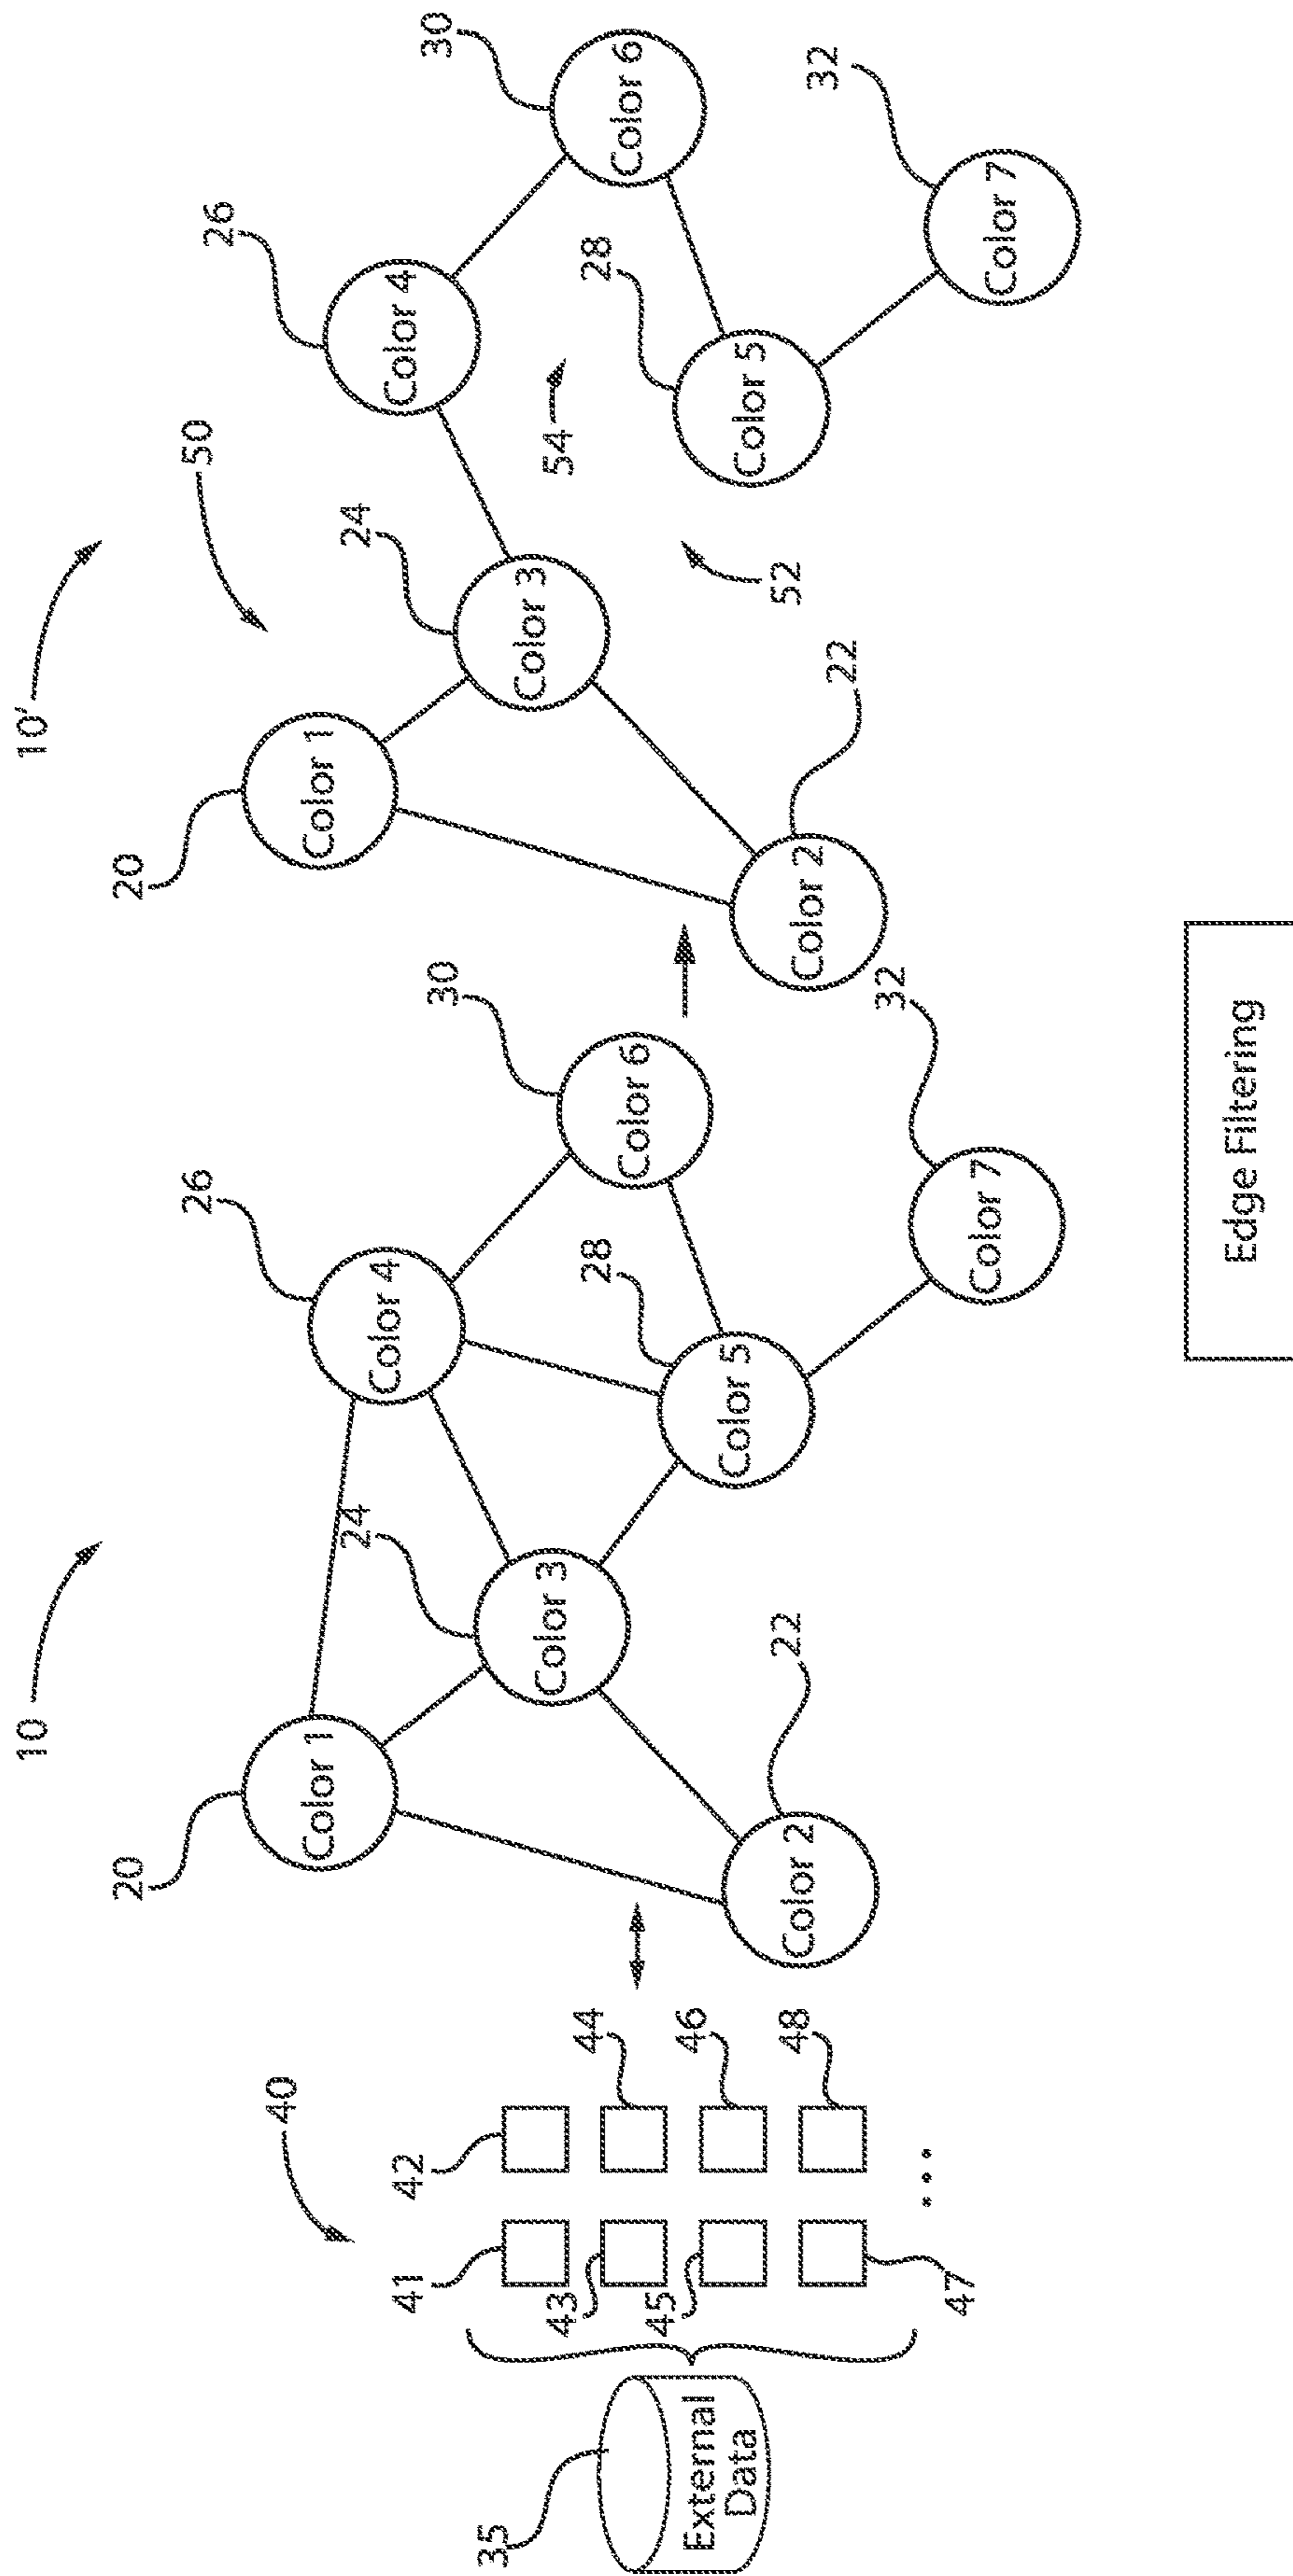 10
10'
20
Color 1
22
Color 2
24
Color 3
26
Color 4
28
Color 5
30
Color 6
32
Color 7
20
Color 1
22
Color 2
24
Color 3
26
Color 4
28
Color 5
30
Color 6
32
Color 7
50
52
54
35
External
Data
40
41
42
43
44
45
46
47
48
...
Edge Filtering